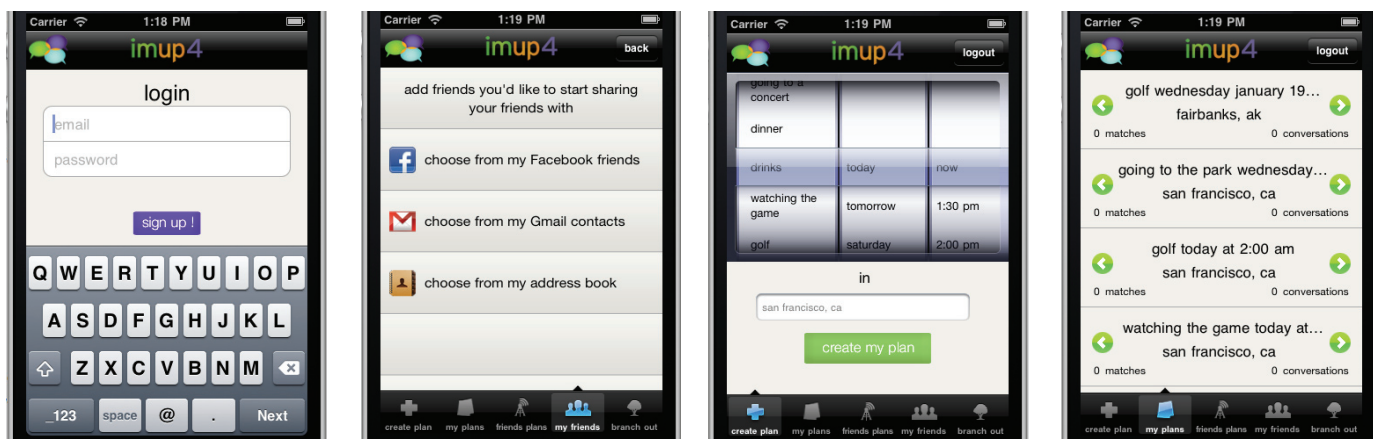 Carrier 1:18 PM
imup4
login
email
password
sign up !
Q W E R T Y U I O P
A S D F G H J K L
Z X C V B N M
_123 space @ . Next
Carrier 1:19 PM
imup4 back
add friends you'd like to start sharing
your friends with
choose from my Facebook friends
choose from my Gmail contacts
choose from my address book
create plan my plans friends plans my friends branch out
Carrier 1:19 PM
imup4 logout
going to a
concert
dinner
drinks today now
watching the
game tomorrow 1:30 pm
golf saturday 2:00 pm
in
san francisco, ca
create my plan
create plan my plans friends plans my friends branch out
Carrier 1:19 PM
imup4 logout
golf wednesday january 19...
fairbanks, ak
0 matches 0 conversations
going to the park wednesday...
san francisco, ca
0 matches 0 conversations
golf today at 2:00 am
san francisco, ca
0 matches 0 conversations
watching the game today at...
san francisco, ca
0 matches 0 conversations
create plan my plans friends plans my friends branch out